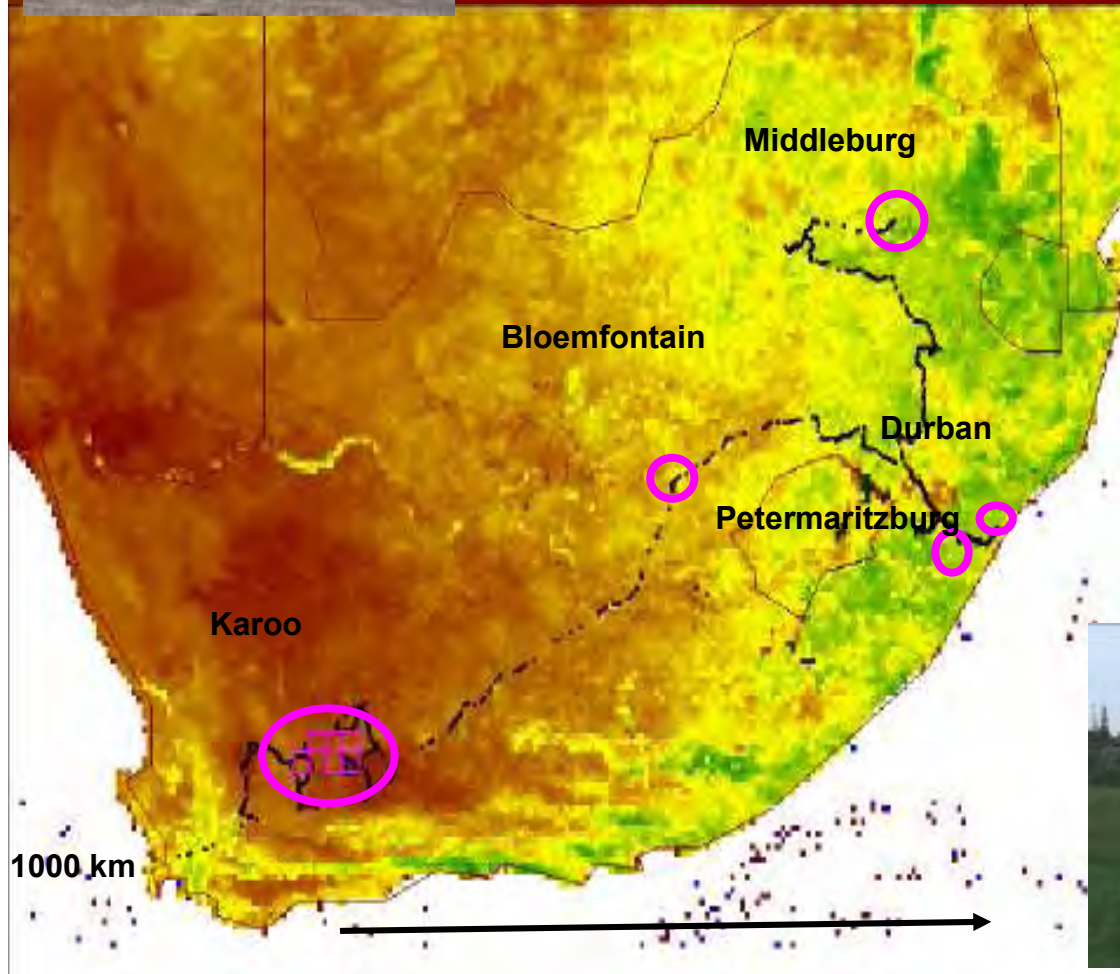 Middleburg
Bloemfontain
Durban
Petermaritzburg
Karoo
1000 km